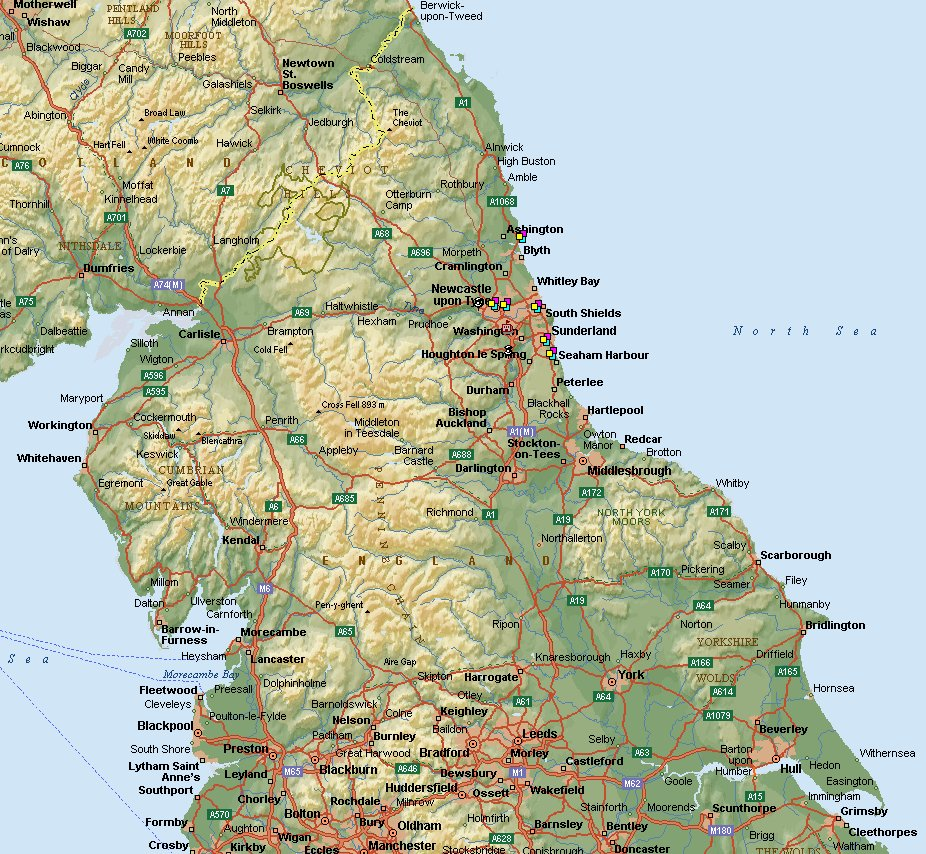 Motherwell
Wishaw
PENTLAND
HILLS
North
Middleton
Berwick-
upon-Tweed
A702
MOORFOOT
HILLS
Blackwood
Peebles
Biggar
Candy
Mill
Newtown
St.
Boswells
Coldstream
Galashiels
Clyde
Abington
Broad Law
Selkirk
A1
The
Cheviot
Jedburgh
Hart Fell
White Coomb
Hawick
Alnwick
High Buston
A76
CHEVIOT
HILLS
Moffat
Kinnelhead
A7
Amble
Rothbury
Otterburn
Camp
Thornhill
A701
A1068
of Dalry
NITHSDALE
Lockerbie
Langholm
A68
Ashington
Blyth
A696
Morpeth
Cramlington
Dumfries
A74(M)
Whitley Bay
Newcastle
upon Tyne
A75
Annan
A69
Haltwhistle
Tyne
South Shields
Hexham
Prudhoe
Dalbeattie
Carlisle
Brampton
Washington
Sunderland
North Sea
Silloth
Cold Fell
Houghton le Spring
Seaham Harbour
Wigton
A596
A595
Durham
Peterlee
Maryport
Blackhall
Rocks
Cross Fell 893 m
Hartlepool
Cockermouth
Penrith
Middleton
in Teesdale
Bishop
Auckland
Workington
Skiddaw
Blencathra
A66
A1(M)
Owton
Manor
Redcar
Keswick
Appleby
Barnard
Castle
A688
Stockton-
on-Tees
Brotton
Whitehaven
CUMBRIAN
MOUNTAINS
Darlington
Middlesbrough
Egremont
Great Gable
Whitby
A6
A685
A172
A171
Windermere
Richmond
A1
A19
NORTH YORK
MOORS
Kendal
Northallerton
Scalby
Scarborough
ENGLAND
PENNINE CHAIN
A170
Pickering
Seamer
Filey
Millom
M6
Dalton
Ulverston
Carnforth
Pen-y-ghent
A19
A64
Hunmanby
Barrow-in-
Furness
Morecambe
A65
Ripon
Norton
Bridlington
YORKSHIRE
WOLDS
Sea
Heysham
Lancaster
Aire Gap
Knaresborough
Haxby
A166
Driffield
A165
Morecambe Bay
Skipton
Harrogate
York
Fleetwood
Cleveleys
Preesall
Dolphinholme
Hornsea
A614
Otley
A61
A64
Barnoldswick
Poulton-le-Fylde
Nelson
Colne
Keighley
A1079
Blackpool
Padiham
Burnley
Baildon
Leeds
Selby
Beverley
South Shore
Preston
Great Harwood
Bradford
Morley
A63
Barton
upon
Humber
Withernsea
Lytham Saint
Anne's
M65
Blackburn
A646
Dewsbury
M1
Castleford
Hull
Hedon
Leyland
Huddersfield
M62
Goole
Easington
Southport
Chorley
Rochdale
Ossett
Wakefield
A15
Immingham
A570
Bolton
Milnrow
Stainforth
Moorends
Scunthorpe
Grimsby
Formby
Bury
Holmfirth
Aughton
Oldham
Barnsley
Bentley
M180
Cleethorpes
Wigan
A628
Brigg
Crosby
Kirkby
Eccles
Manchester
Stocksbridge
Conisbrough
Doncaster
THE WOLDS
Waltham